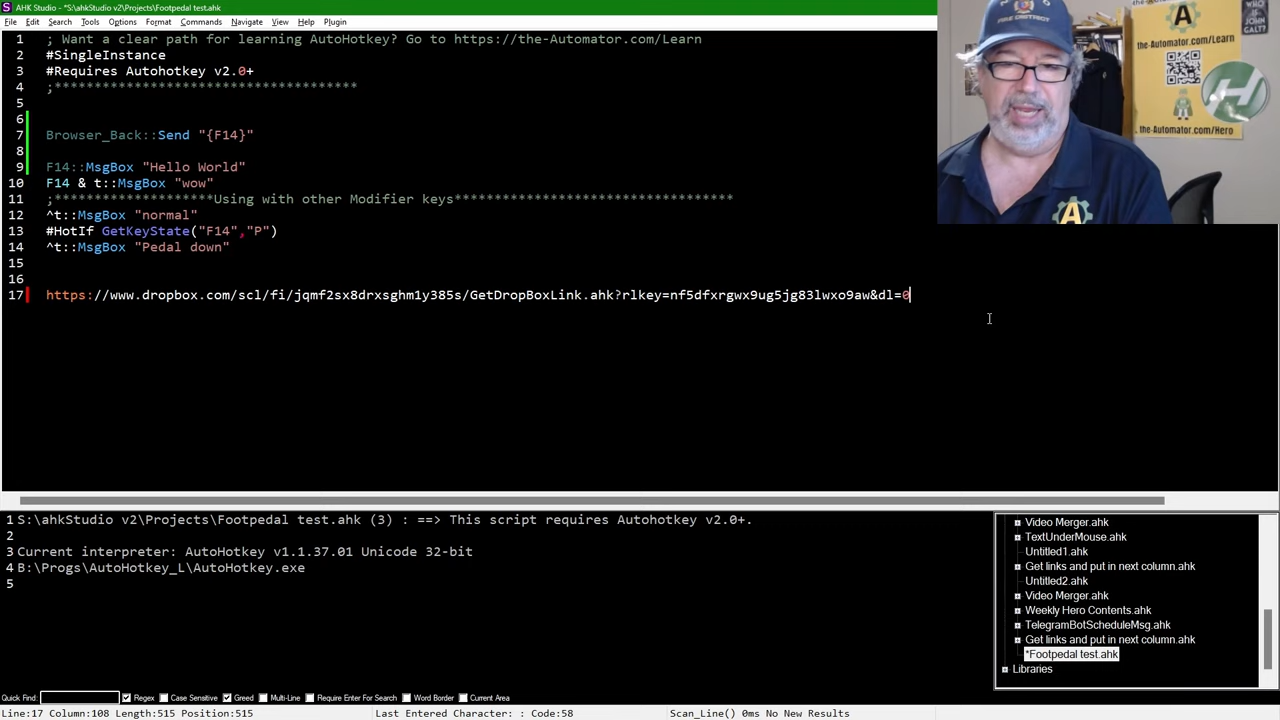 AHK Studio - *S:\ahkStudio v2\Projects\Footpedal test.ahk
File Edit Search Tools Options Format Commands Navigate View Help Plugin
1 ; Want a clear path for learning AutoHotkey? Go to https://the-Automator.com/Learn
2 #SingleInstance
3 #Requires Autohotkey v2.0+
4 ;**************************************
5
6
7 Browser_Back::Send "{F14}"
8
9 F14::MsgBox "Hello World"
10 F14 & t::MsgBox "wow"
11 ;********************Using with other Modifier keys***********************************
12 ^t::MsgBox "normal"
13 #HotIf GetKeyState("F14","P")
14 ^t::MsgBox "Pedal down"
15
16
17 https://www.dropbox.com/scl/fi/jqmf2sx8drxsghm1y385s/GetDropBoxLink.ahk?rlkey=nf5dfxrgwx9ug5jg83lwxo9aw&dl=0
FIRE DISTRICT
the-Automator.com/Learn
the-Automator.com/Hero
WHO IS JOHN GALT?
1 S:\ahkStudio v2\Projects\Footpedal test.ahk (3) : ==> This script requires Autohotkey v2.0+.
2
3 Current interpreter: AutoHotkey v1.1.37.01 Unicode 32-bit
4 B:\Progs\AutoHotkey_L\AutoHotkey.exe
5
Video Merger.ahk
TextUnderMouse.ahk
Untitled1.ahk
Get links and put in next column.ahk
Untitled2.ahk
Video Merger.ahk
Weekly Hero Contents.ahk
TelegramBotScheduleMsg.ahk
Get links and put in next column.ahk
*Footpedal test.ahk
Libraries
Quick Find: Regex Case Sensitive Greed Multi-Line Require Enter For Search Word Border Current Area
Line:17 Column:108 Length:515 Position:515 Last Entered Character: : Code:58 Scan_Line() 0ms No New Results